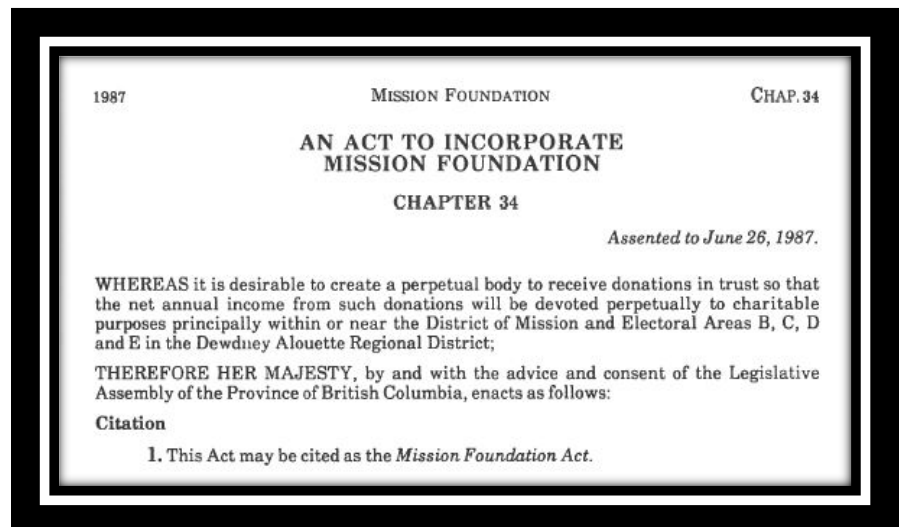 1987 MISSION FOUNDATION CHAP. 34
AN ACT TO INCORPORATE
MISSION FOUNDATION
CHAPTER 34
Assented to June 26, 1987.
WHEREAS it is desirable to create a perpetual body to receive donations in trust so that
the net annual income from such donations will be devoted perpetually to charitable
purposes principally within or near the District of Mission and Electoral Areas B, C, D
and E in the Dewdney Alouette Regional District;
THEREFORE HER MAJESTY, by and with the advice and consent of the Legislative
Assembly of the Province of British Columbia, enacts as follows:
Citation
1. This Act may be cited as the Mission Foundation Act.